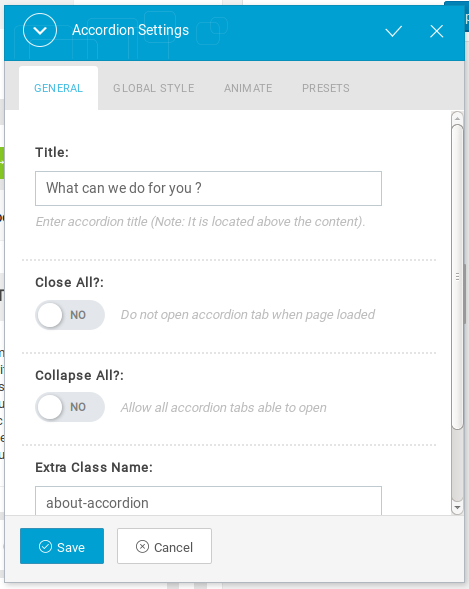 Accordion Settings
GENERAL GLOBAL STYLE ANIMATE PRESETS
Title:
What can we do for you ?
Enter accordion title (Note: It is located above the content).
Close All?:
NO Do not open accordion tab when page loaded
Collapse All?:
NO Allow all accordion tabs able to open
Extra Class Name:
about-accordion
Save Cancel